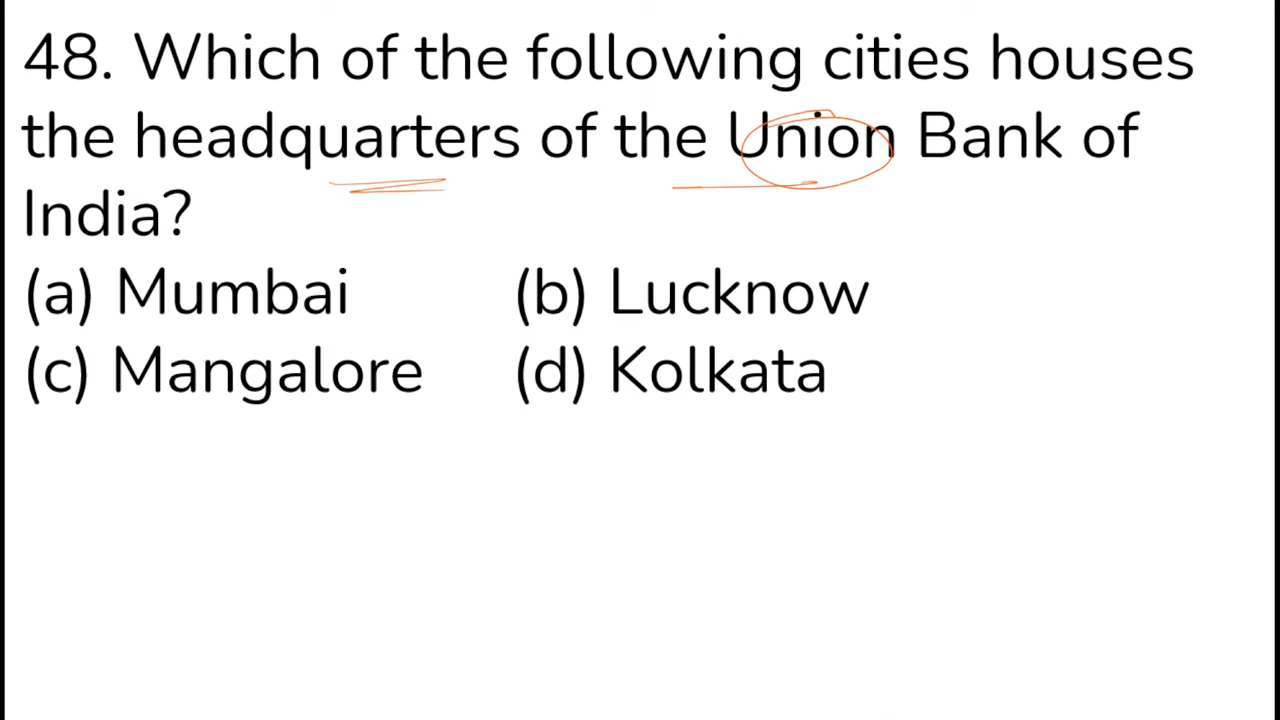 48. Which of the following cities houses
the headquarters of the Union Bank of
India?
(a) Mumbai (b) Lucknow
(c) Mangalore (d) Kolkata